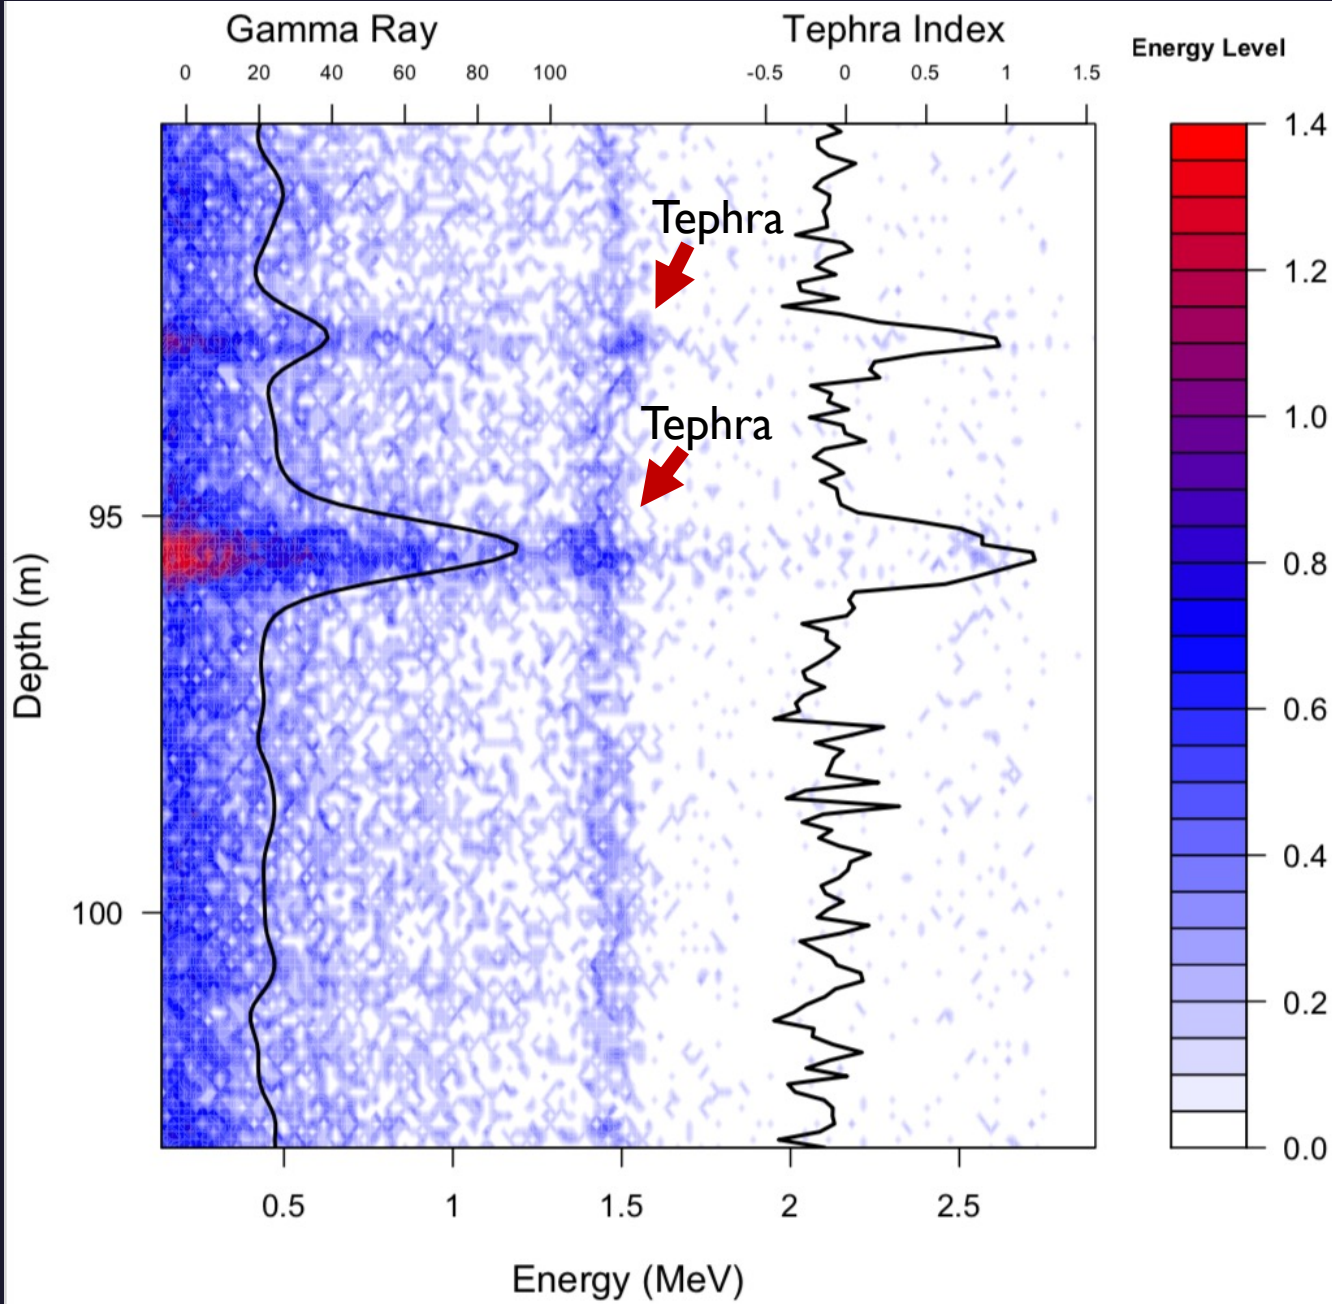 Gamma Ray
Tephra Index
Energy Level
0 20 40 60 80 100
-0.5 0 0.5 1 1.5
1.4
1.2
1.0
0.8
0.6
0.4
0.2
0.0
Tephra
Tephra
95
100
Depth (m)
0.5 1 1.5 2 2.5
Energy (MeV)